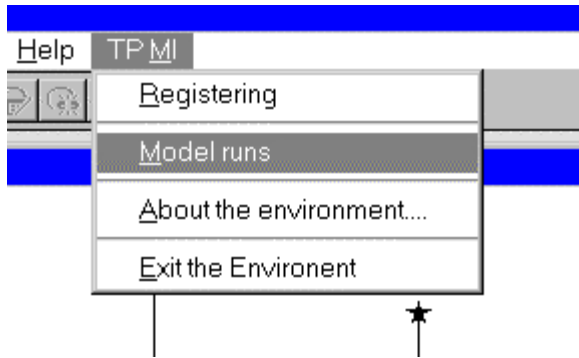 Help TP MI
Registering
Model runs
About the environment....
Exit the Environent